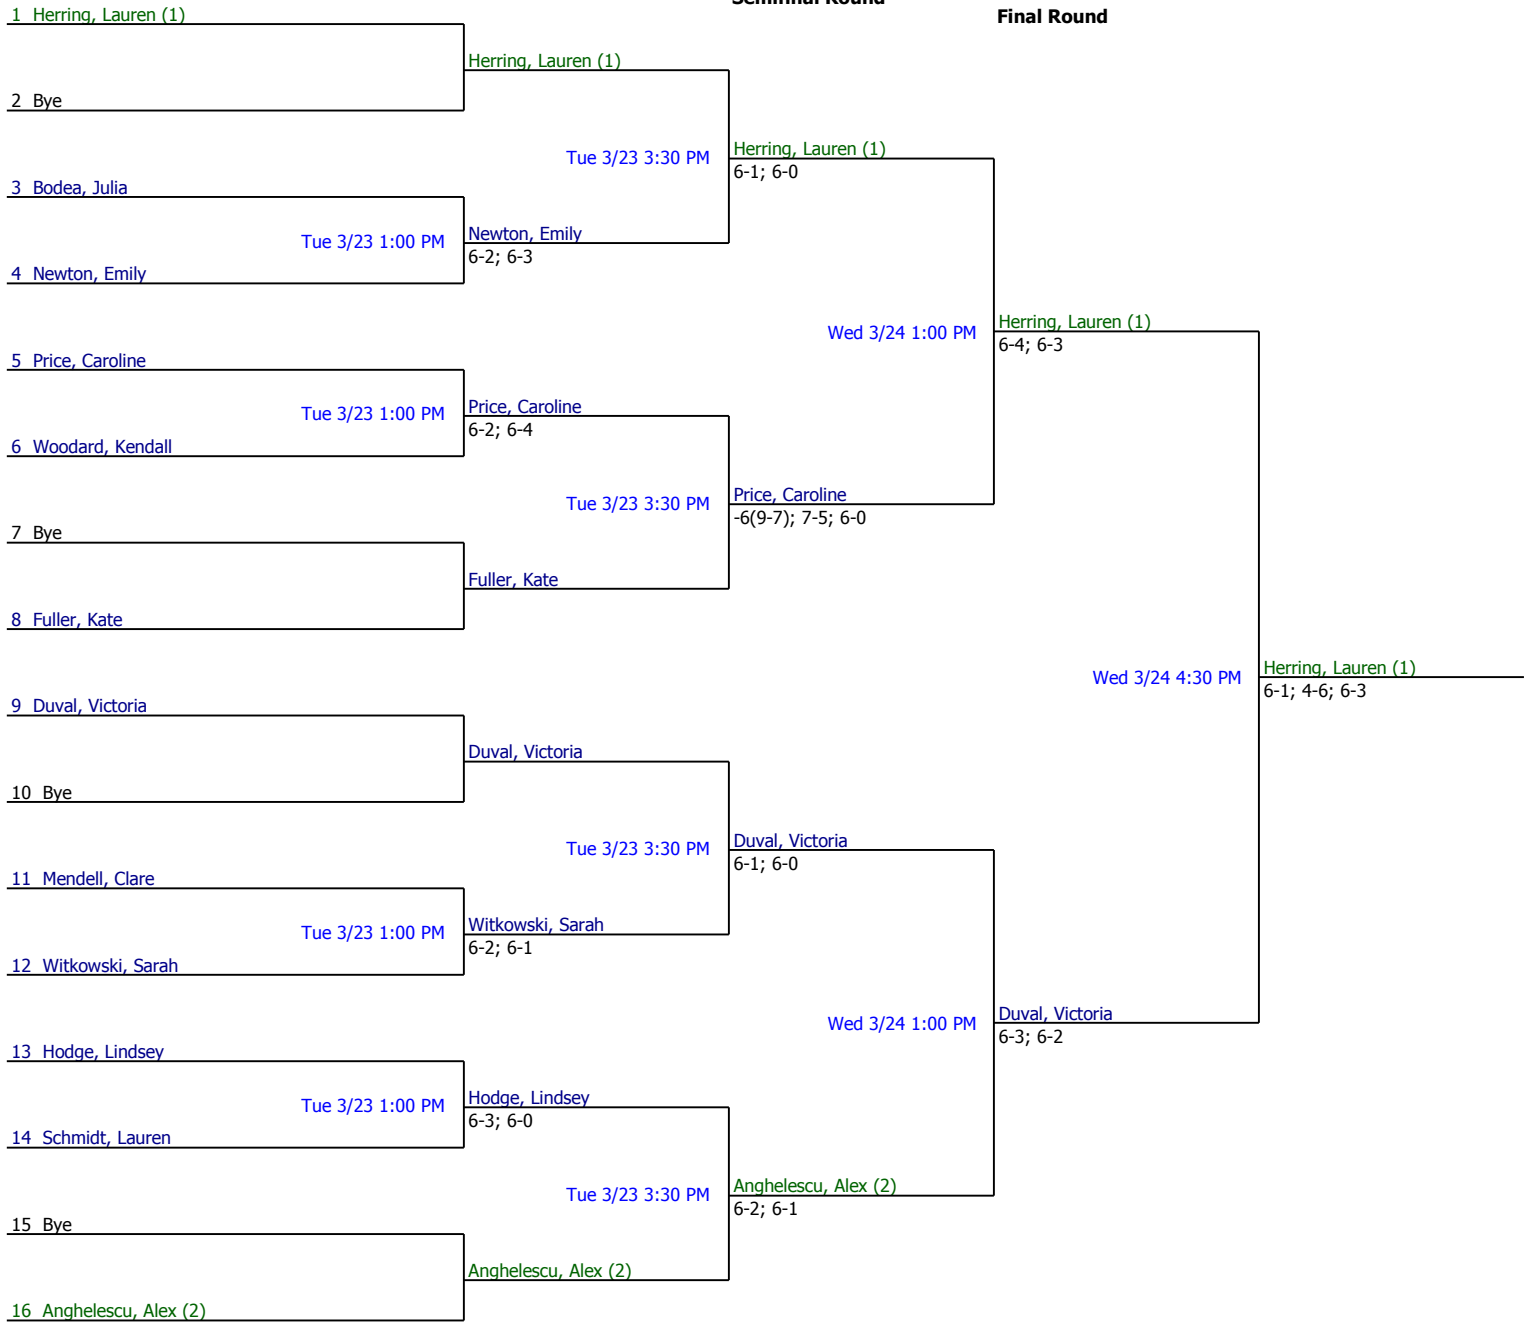 Semifinal Round
Final Round
1 Herring, Lauren (1)
Herring, Lauren (1)
2 Bye
Tue 3/23 3:30 PM
Herring, Lauren (1)
6-1; 6-0
3 Bodea, Julia
Tue 3/23 1:00 PM
Newton, Emily
6-2; 6-3
4 Newton, Emily
Wed 3/24 1:00 PM
Herring, Lauren (1)
6-4; 6-3
5 Price, Caroline
Tue 3/23 1:00 PM
Price, Caroline
6-2; 6-4
6 Woodard, Kendall
Tue 3/23 3:30 PM
Price, Caroline
-6(9-7); 7-5; 6-0
7 Bye
Fuller, Kate
8 Fuller, Kate
Wed 3/24 4:30 PM
Herring, Lauren (1)
6-1; 4-6; 6-3
9 Duval, Victoria
Duval, Victoria
10 Bye
Tue 3/23 3:30 PM
Duval, Victoria
6-1; 6-0
11 Mendell, Clare
Tue 3/23 1:00 PM
Witkowski, Sarah
6-2; 6-1
12 Witkowski, Sarah
Wed 3/24 1:00 PM
Duval, Victoria
6-3; 6-2
13 Hodge, Lindsey
Tue 3/23 1:00 PM
Hodge, Lindsey
6-3; 6-0
14 Schmidt, Lauren
Tue 3/23 3:30 PM
Anghelescu, Alex (2)
6-2; 6-1
15 Bye
Anghelescu, Alex (2)
16 Anghelescu, Alex (2)